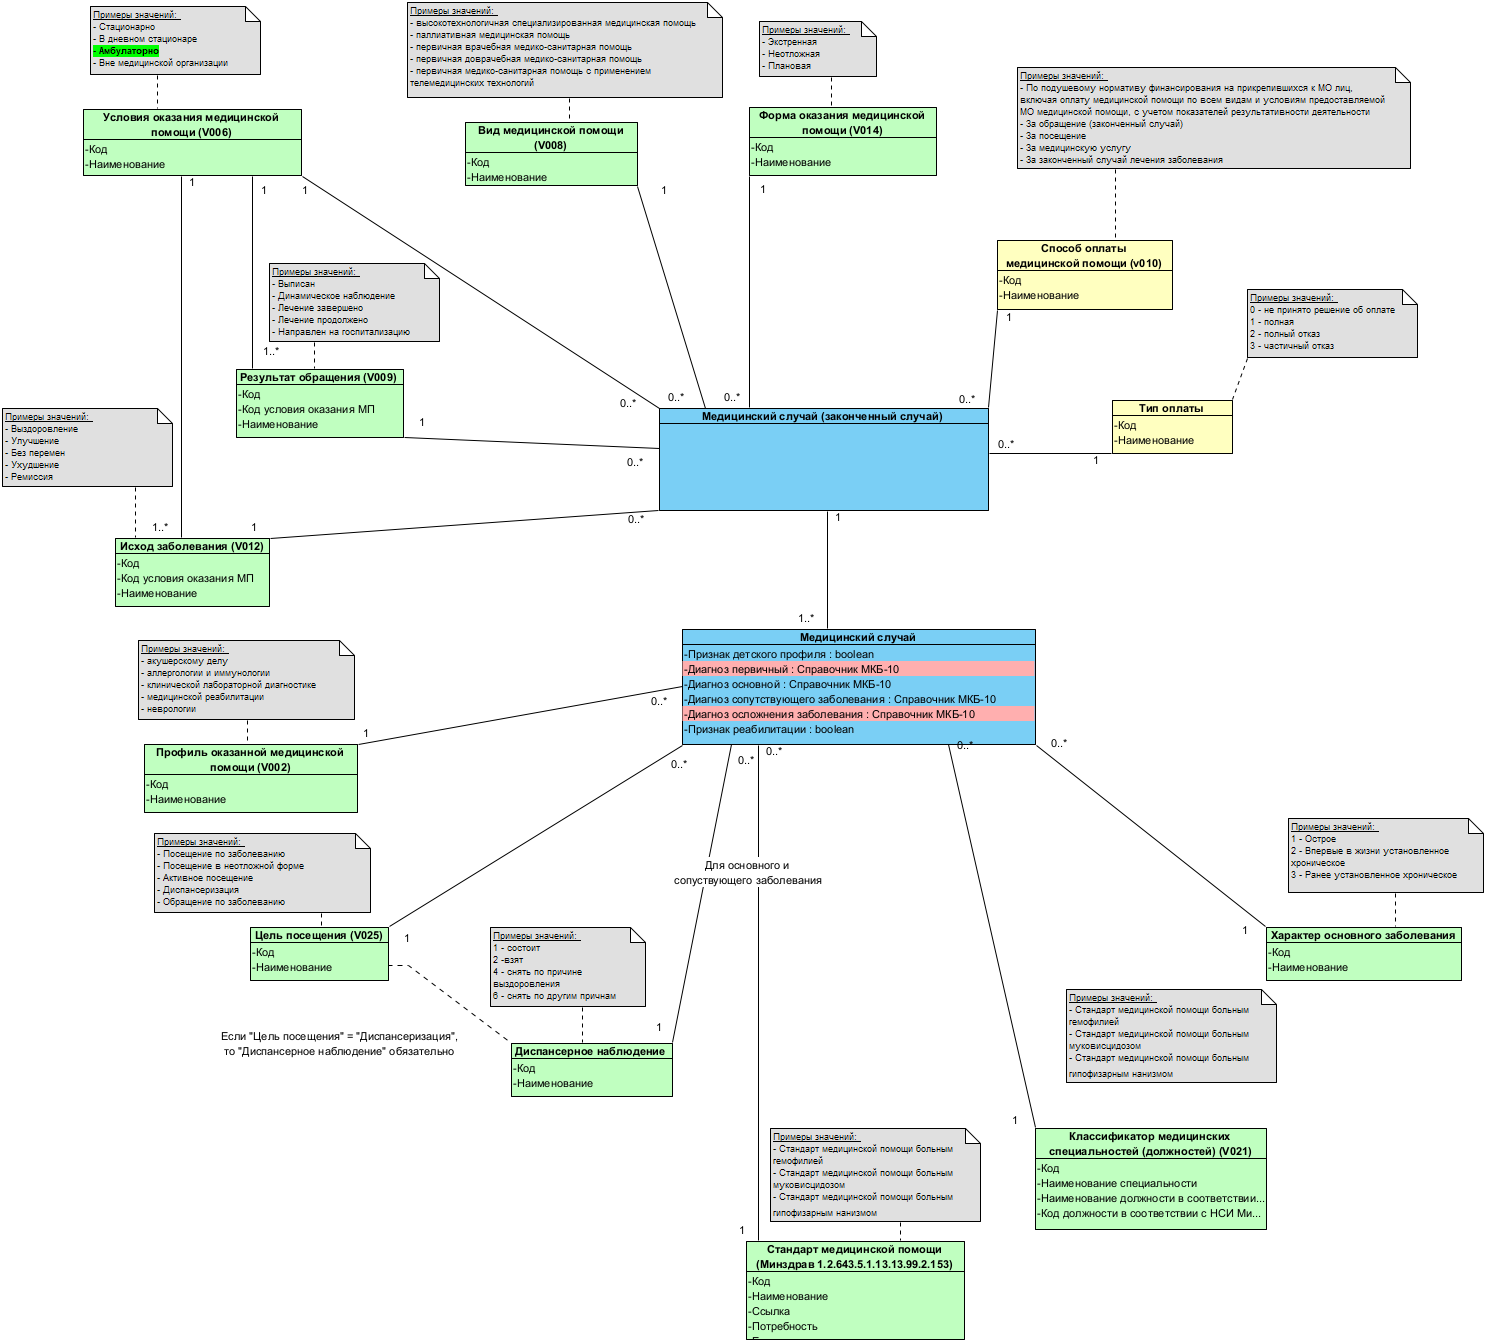 Примеры значений:
- Стационарно
- В дневном стационаре
- Амбулаторно
- Вне медицинской организации
Примеры значений:
- высокотехнологичная специализированная медицинская помощь
- паллиативная медицинская помощь
- первичная врачебная медико-санитарная помощь
- первичная доврачебная медико-санитарная помощь
- первичная медико-санитарная помощь с применением
телемедицинских технологий
Примеры значений:
- Экстренная
- Неотложная
- Плановая
Примеры значений:
- По подушевому нормативу финансирования на прикрепившихся к МО лиц,
включая оплату медицинской помощи по всем видам и условиям предоставляемой
МО медицинской помощи, с учетом показателей результативности деятельности
- За обращение (законченный случай)
- За посещение
- За медицинскую услугу
- За законченный случай лечения заболевания
Условия оказания медицинской
помощи (V006)
-Код
-Наименование
Вид медицинской помощи
(V008)
-Код
-Наименование
Форма оказания медицинской
помощи (V014)
-Код
-Наименование
1
1
1
1
1
Способ оплаты
медицинской помощи (v010)
-Код
-Наименование
1
Примеры значений:
- Выписан
- Динамическое наблюдение
- Лечение завершено
- Лечение продолжено
- Направлен на госпитализацию
Примеры значений:
0 - не принято решение об оплате
1 - полная
2 - полный отказ
3 - частичный отказ
1..*
Результат обращения (V009)
-Код
-Код условия оказания МП
-Наименование
1
0..*
0..*
0..*
0..*
0..*
Медицинский случай (законченный случай)
0..*
1
Тип оплаты
-Код
-Наименование
Примеры значений:
- Выздоровление
- Улучшение
- Без перемен
- Ухудшение
- Ремиссия
1..*
1
0..*
1
Исход заболевания (V012)
-Код
-Код условия оказания МП
-Наименование
1..*
Медицинский случай
-Признак детского профиля : boolean
-Диагноз первичный : Справочник МКБ-10
-Диагноз основной : Справочник МКБ-10
-Диагноз сопутствующего заболевания : Справочник МКБ-10
-Диагноз осложнения заболевания : Справочник МКБ-10
-Признак реабилитации : boolean
Примеры значений:
- акушерскому делу
- аллергологии и иммунологии
- клинической лабораторной диагностике
- медицинской реабилитации
- неврологии
0..*
1
Профиль оказанной медицинской
помощи (V002)
-Код
-Наименование
0..*
0..*
0..*
0..*
0..*
Примеры значений:
- Посещение по заболеванию
- Посещение в неотложной форме
- Активное посещение
- Диспансеризация
- Обращение по заболеванию
Для основного и
сопуствующего заболевания
Примеры значений:
1 - Острое
2 - Впервые в жизни установленное
хроническое
3 - Ранее установленное хроническое
Цель посещения (V025)
-Код
-Наименование
1
Примеры значений:
1 - состоит
2 -взят
4 - снять по причине
выздоровления
6 - снять по другим причнам
1
Характер основного заболевания
-Код
-Наименование
Если "Цель посещения" = "Диспансеризация",
то "Диспансерное наблюдение" обязательно
1
Диспансерное наблюдение
-Код
-Наименование
Примеры значений:
- Стандарт медицинской помощи больным
гемофилией
- Стандарт медицинской помощи больным
муковисцидозом
- Стандарт медицинской помощи больным
гипофизарным нанизмом
1
Классификатор медицинских
специальностей (должностей) (V021)
-Код
-Наименование специальности
-Наименование должности в соответствии...
-Код должности в соответствии с НСИ Ми...
Примеры значений:
- Стандарт медицинской помощи больным
гемофилией
- Стандарт медицинской помощи больным
муковисцидозом
- Стандарт медицинской помощи больным
гипофизарным нанизмом
1
Стандарт медицинской помощи
(Минздрав 1.2.643.5.1.13.13.99.2.153)
-Код
-Наименование
-Ссылка
-Потребность